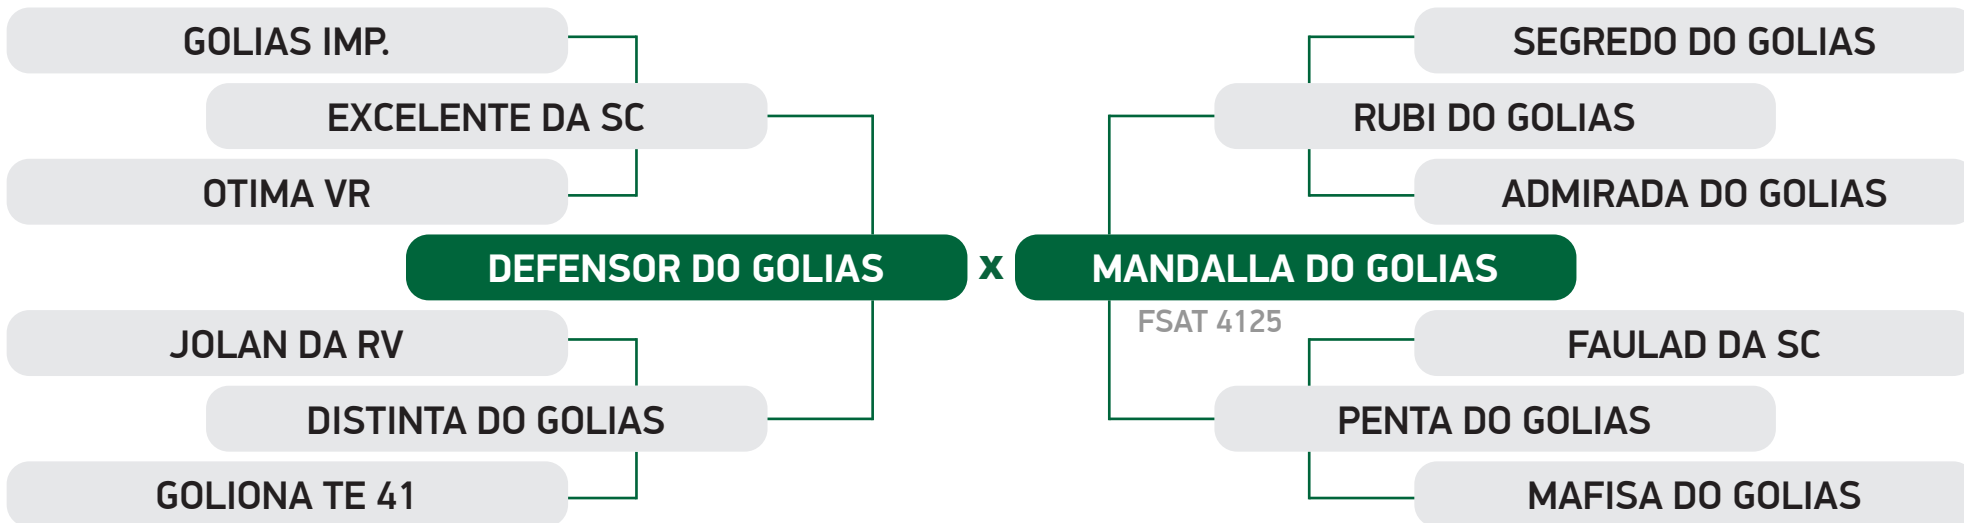 GOLIAS IMP.
SEGREDO DO GOLIAS
EXCELENTE DA SC
RUBI DO GOLIAS
OTIMA VR
ADMIRADA DO GOLIAS
DEFENSOR DO GOLIAS x MANDALLA DO GOLIAS
FSAT 4125
JOLAN DA RV
FAULAD DA SC
DISTINTA DO GOLIAS
PENTA DO GOLIAS
GOLIONA TE 41
MAFISA DO GOLIAS